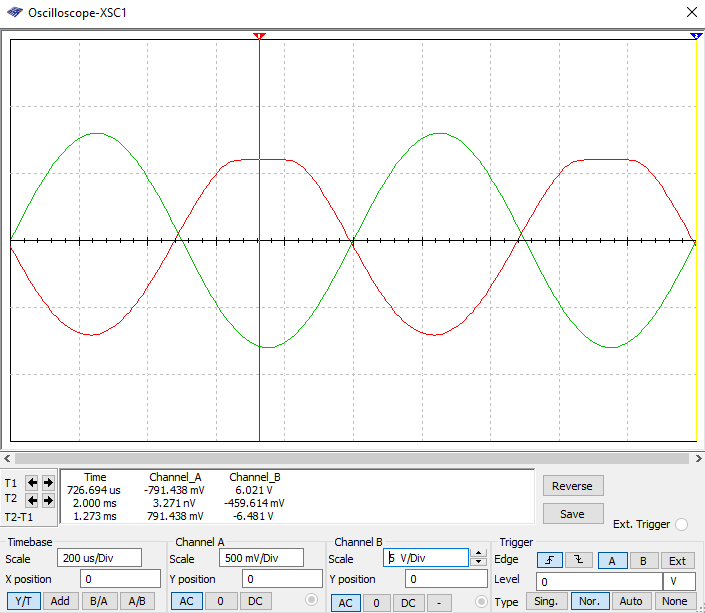 Oscilloscope-XSC1
1
2
T1
T2
T2-T1
Time Channel_A Channel_B
726.694 us -791.438 mV 6.021 V
2.000 ms 3.271 nV -459.614 mV
1.273 ms 791.438 mV -6.481 V
Reverse
Save
Ext. Trigger
Timebase
Scale 200 us/Div
X position 0
Y/T Add B/A A/B
Channel A
Scale 500 mV/Div
Y position 0
AC 0 DC
Channel B
Scale 5 V/Div
Y position 0
AC 0 DC -
Trigger
Edge A B Ext
Level 0 V
Type Sing. Nor. Auto None